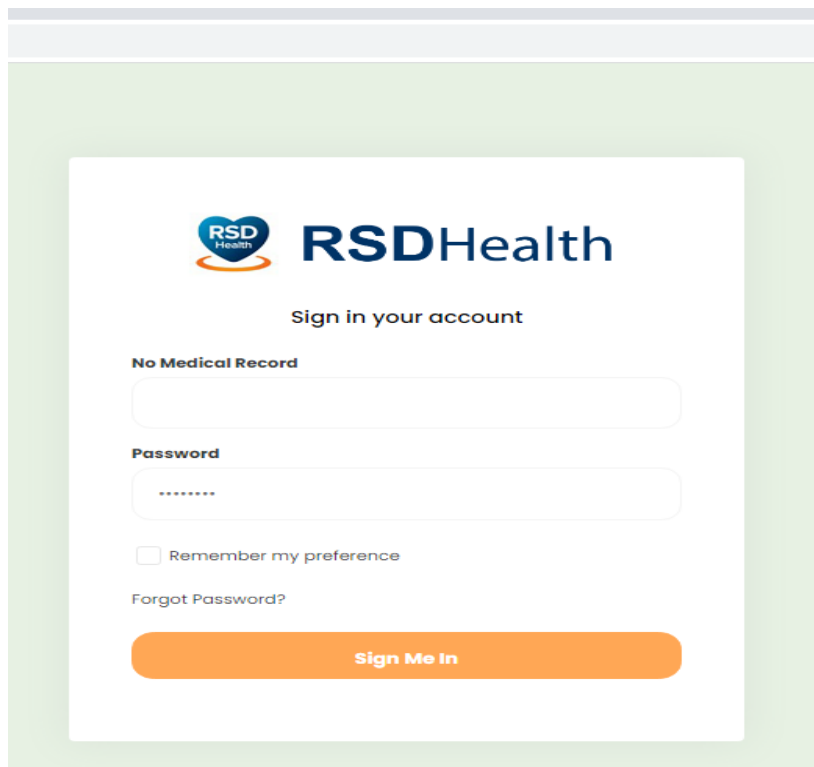 RSD
Health
RSDHealth
Sign in your account
No Medical Record
Password
Remember my preference
Forgot Password?
Sign Me In